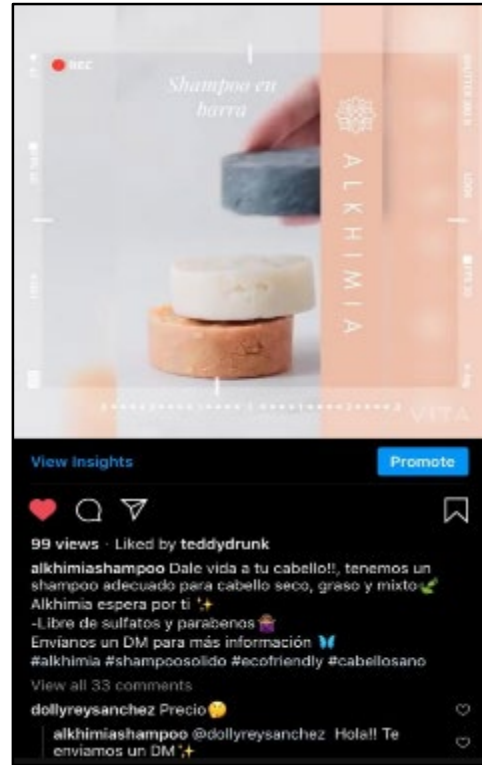 REC
Shampoo en
barra
ALKHIMIA
VITA
View Insights
Promote
99 views · Liked by teddydrunk
alkhimiashampoo Dale vida a tu cabello!!, tenemos un
shampoo adecuado para cabello seco, graso y mixto🌿
Alkhimia espera por ti ✨
-Libre de sulfatos y parabenos🙅🏾‍♀️
Envíanos un DM para más información 🦋
#alkhimia #shampoosolido #ecofriendly #cabellosano
View all 33 comments
dollyreysanchez Precio🤔
alkhimiashampoo @dollyreysanchez Hola!! Te
enviamos un DM✨